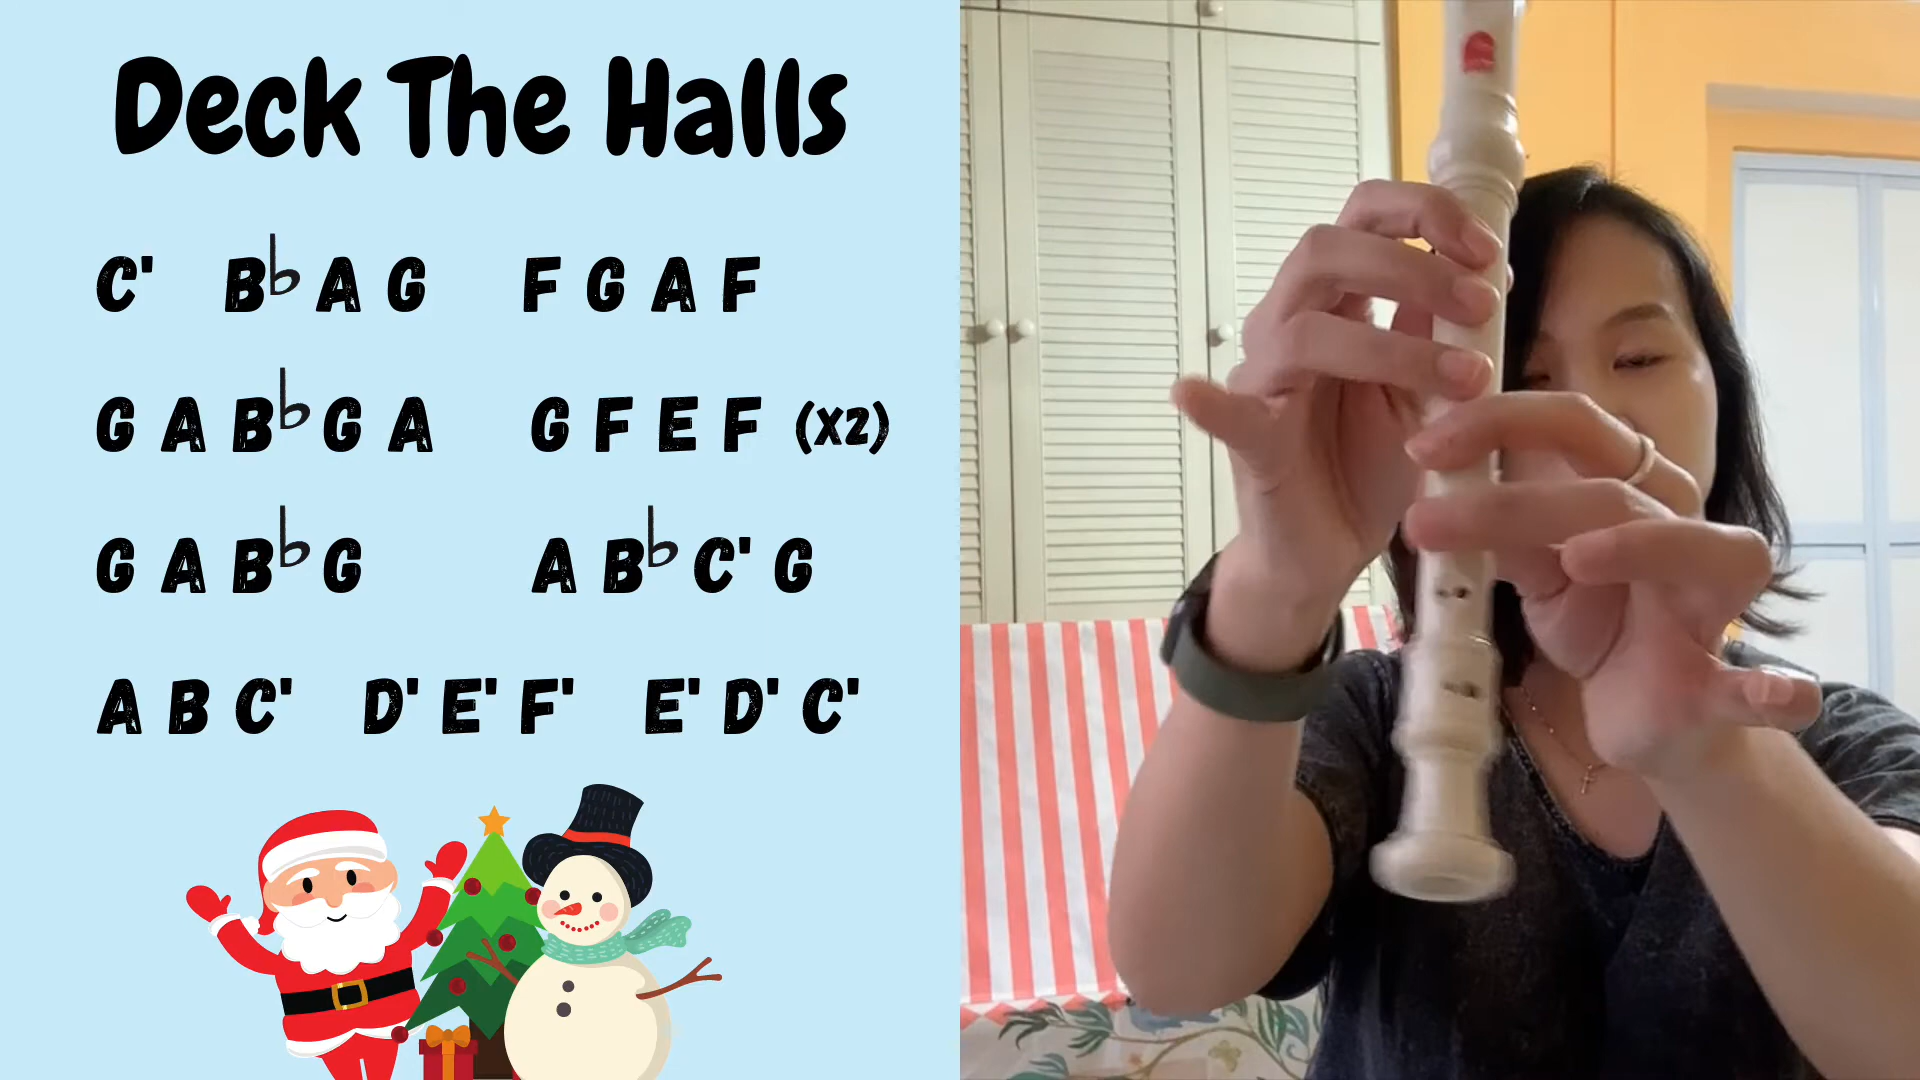 Deck The Halls
C' B♭ A G F G A F
G A B♭ G A G F E F (X2)
G A B♭ G A B♭ C' G
A B C' D' E' F' E' D' C'